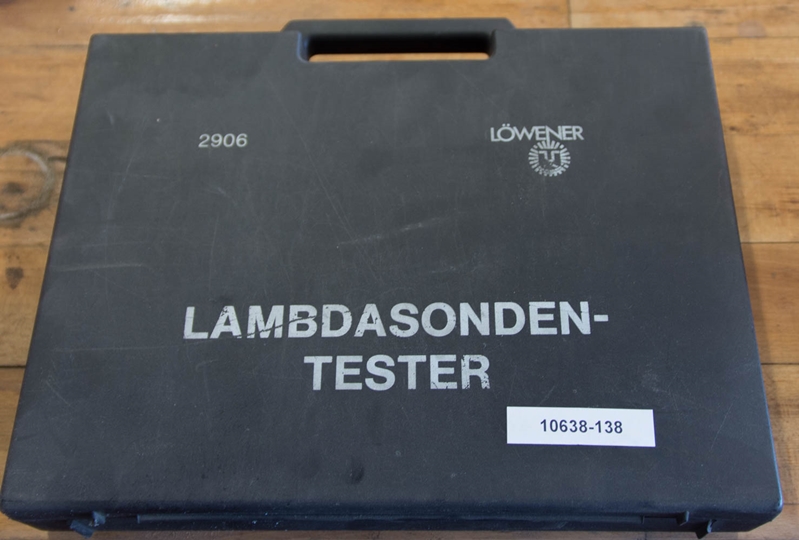 2906
LÖWENER
LAMBDASONDEN-
TESTER
10638-138